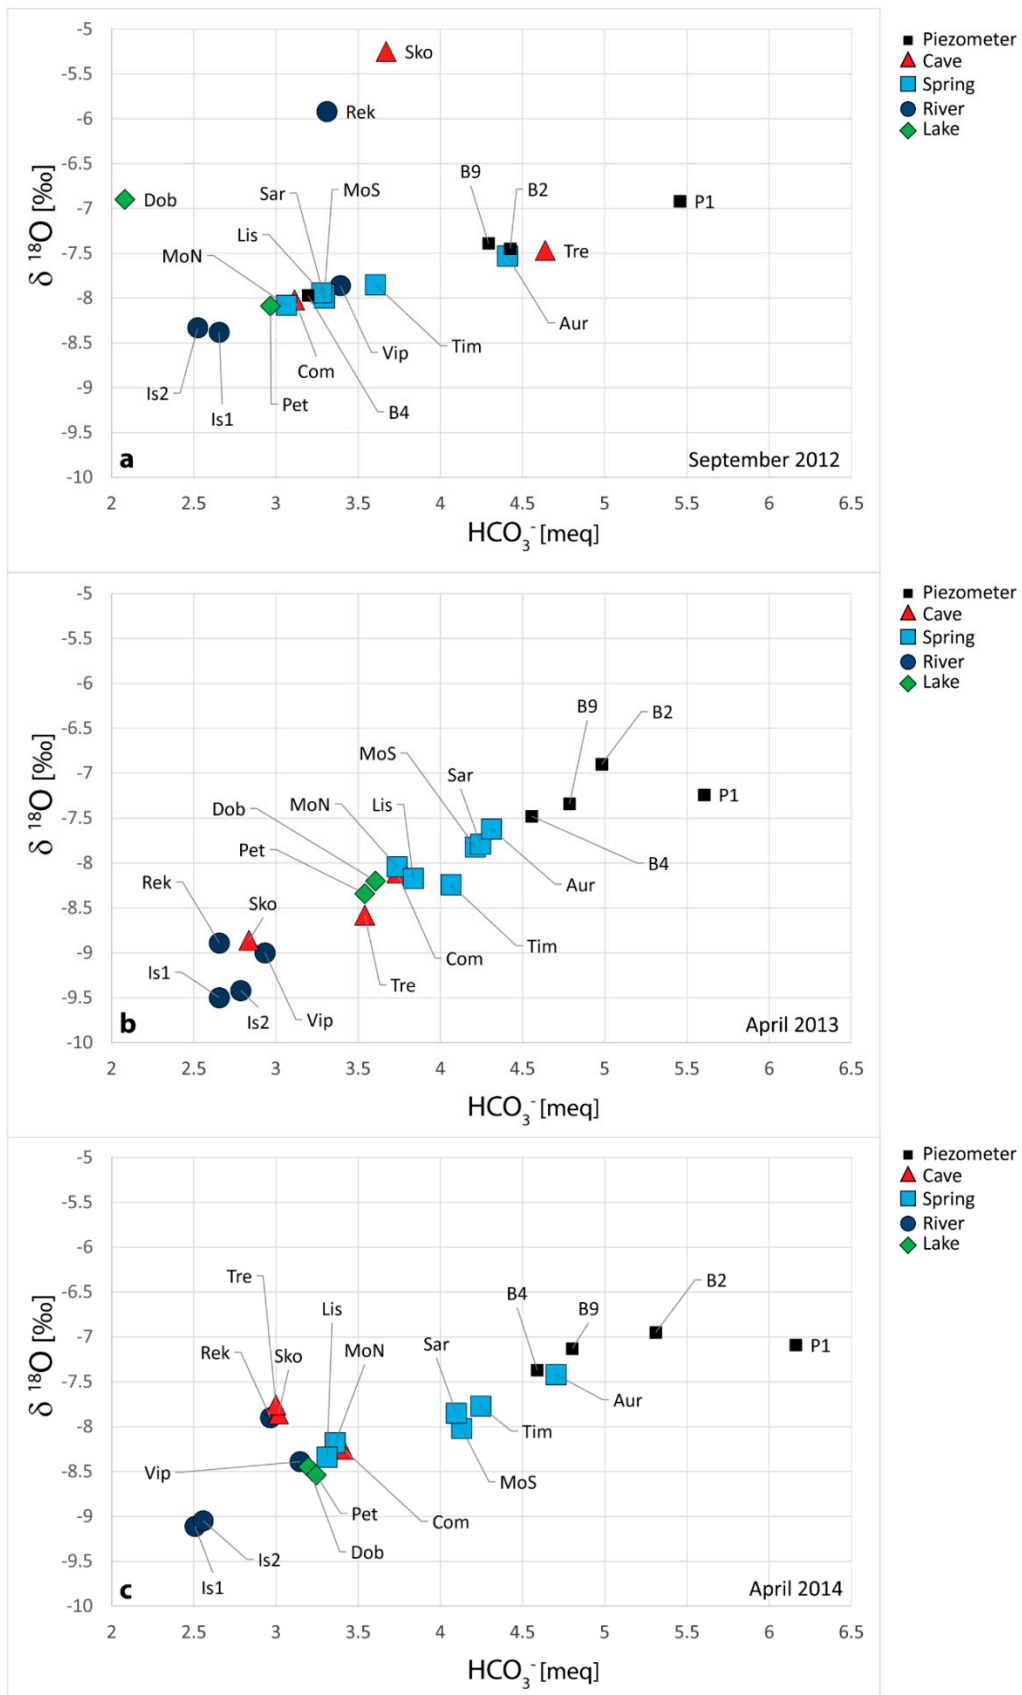 -5
-5.5
-6
-6.5
-7
-7.5
-8
-8.5
-9
-9.5
-10
δ ¹⁸O [‰]
Sko
Rek
Dob
Sar
MoS
Lis
MoN
B9
B2
P1
Tre
Aur
Tim
Vip
Com
B4
Pet
Is2
Is1
a
September 2012
2 2.5 3 3.5 4 4.5 5 5.5 6 6.5
HCO₃⁻ [meq]
Piezometer
Cave
Spring
River
Lake
-5
-5.5
-6
-6.5
-7
-7.5
-8
-8.5
-9
-9.5
-10
δ ¹⁸O [‰]
B9
B2
P1
MoS
Sar
MoN
Lis
Dob
Pet
Rek
Sko
B4
Aur
Tim
Com
Tre
Is1
Is2
Vip
b
April 2013
2 2.5 3 3.5 4 4.5 5 5.5 6 6.5
HCO₃⁻ [meq]
Piezometer
Cave
Spring
River
Lake
-5
-5.5
-6
-6.5
-7
-7.5
-8
-8.5
-9
-9.5
-10
δ ¹⁸O [‰]
Tre
Lis
B4
B9
B2
P1
Rek
Sko
MoN
Sar
Aur
Tim
MoS
Vip
Pet
Com
Dob
Is2
Is1
c
April 2014
2 2.5 3 3.5 4 4.5 5 5.5 6 6.5
HCO₃⁻ [meq]
Piezometer
Cave
Spring
River
Lake